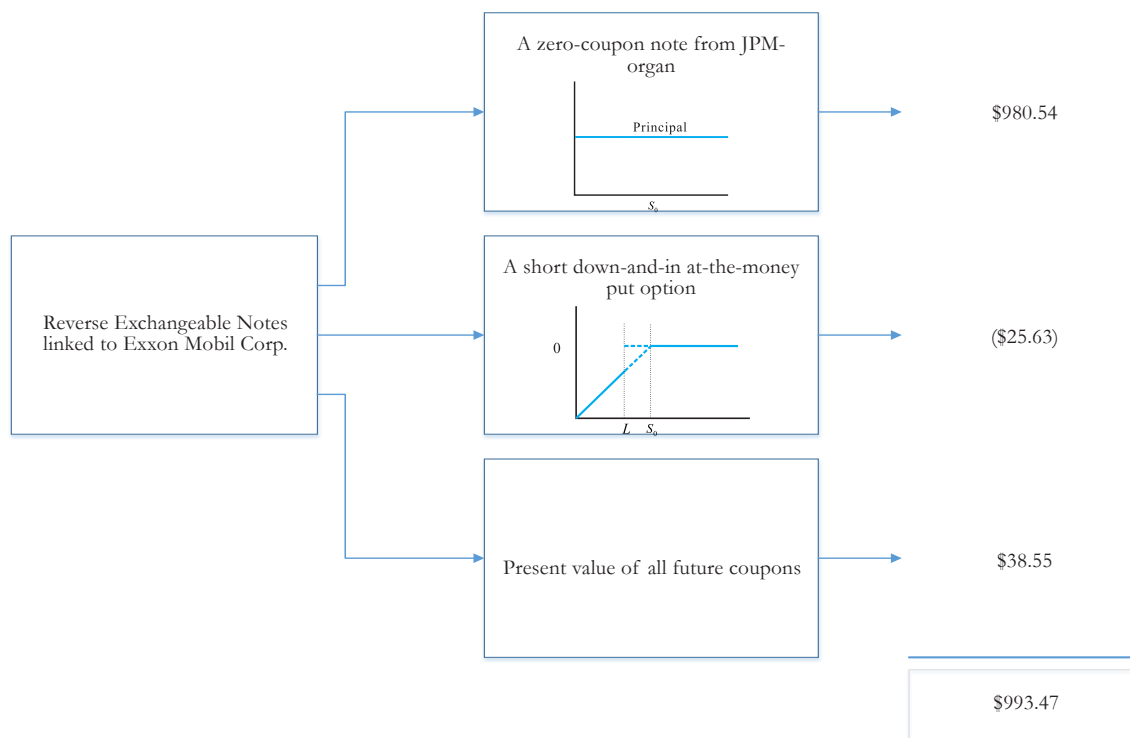 A zero-coupon note from JPM-
organ
Principal
S₀
$980.54
Reverse Exchangeable Notes
linked to Exxon Mobil Corp.
A short down-and-in at-the-money
put option
0
L S₀
($25.63)
Present value of all future coupons
$38.55
$993.47